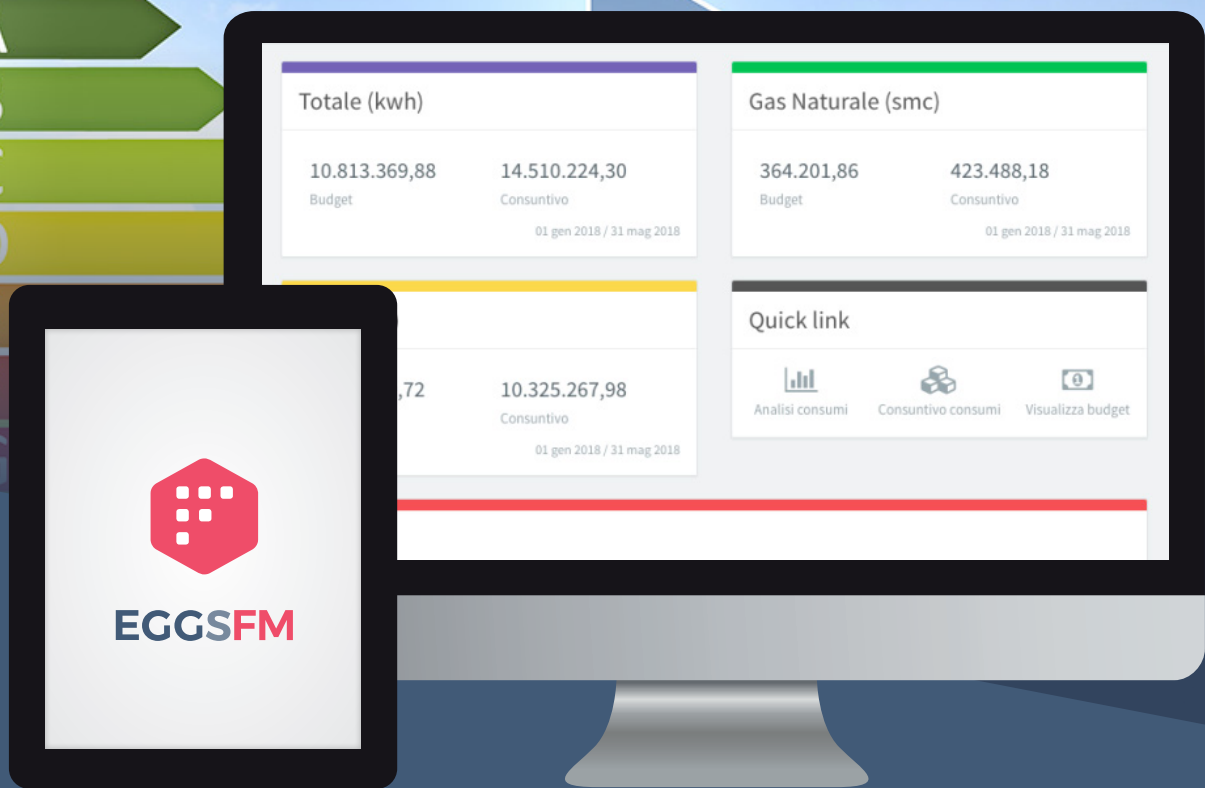 Totale (kwh)
10.813.369,88 14.510.224,30
Budget Consuntivo
01 gen 2018 / 31 mag 2018
Gas Naturale (smc)
364.201,86 423.488,18
Budget Consuntivo
01 gen 2018 / 31 mag 2018
,72 10.325.267,98
Consuntivo
01 gen 2018 / 31 mag 2018
Quick link
Analisi consumi Consuntivo consumi Visualizza budget
EGGSFM